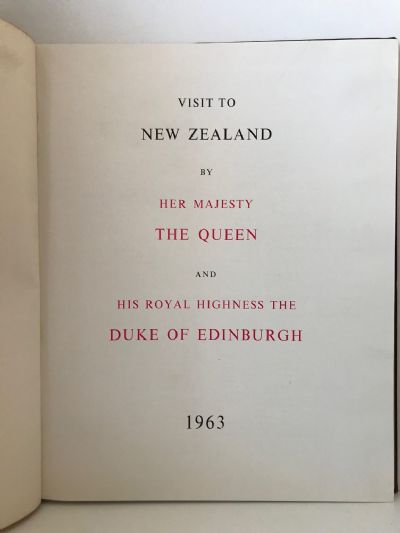 VISIT TO
NEW ZEALAND
BY
HER MAJESTY
THE QUEEN
AND
HIS ROYAL HIGHNESS THE
DUKE OF EDINBURGH
1963